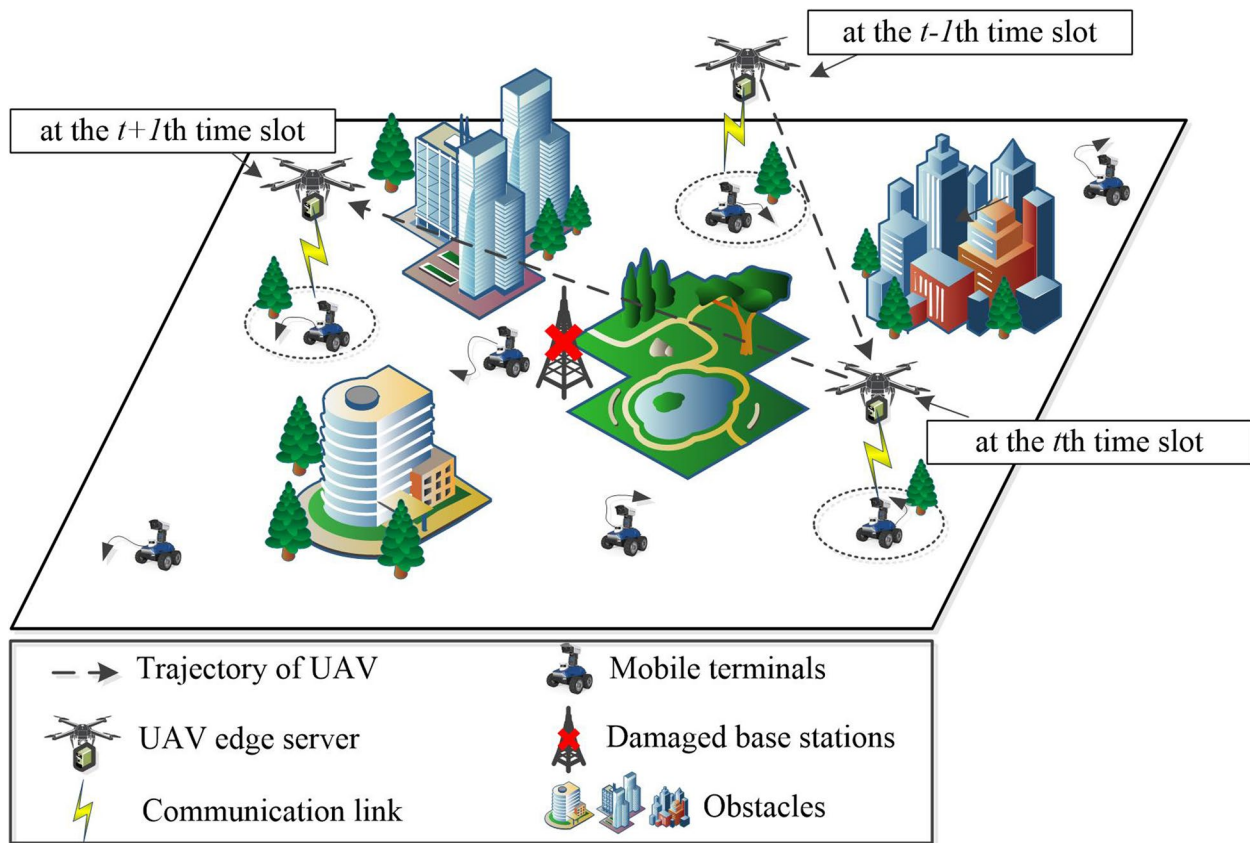 at the t-1th time slot
at the t+1th time slot
at the tth time slot
Trajectory of UAV
Mobile terminals
UAV edge server
Damaged base stations
Communication link
Obstacles